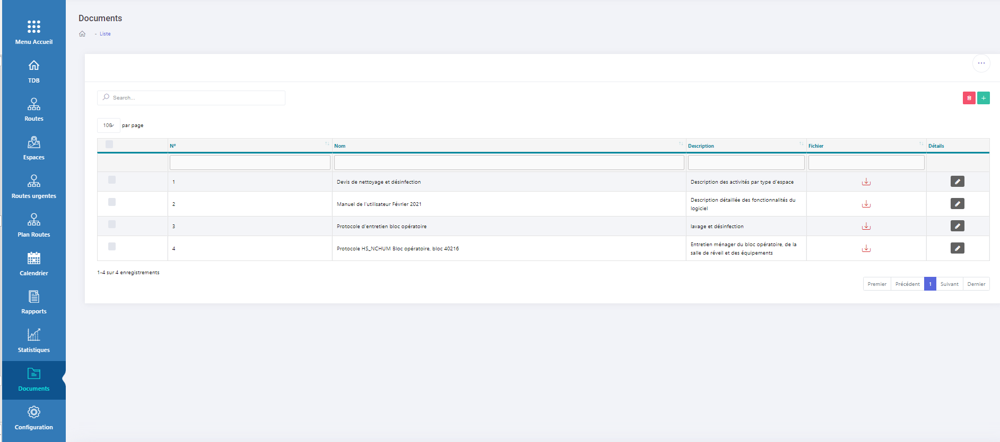 Menu Accueil
TDB
Routes
Espaces
Routes urgentes
Plan Routes
Calendrier
Rapports
Statistiques
Documents
Configuration
Documents
- Liste
...
Search...
100
par page
Nº
Nom
Description
Fichier
Détails
1
Devis de nettoyage et désinfection
Description des activités par type d'espace
2
Manuel de l'utilisateur Février 2021
Description détaillée des fonctionnalités du
logiciel
3
Protocole d'entretien bloc opératoire
lavage et désinfection
4
Protocole HS_NCHUM Bloc opératoire, bloc 40216
Entretien ménager du bloc opératoire, de la
salle de réveil et des équipements
1-4 sur 4 enregistrements
Premier
Précédent
1
Suivant
Dernier